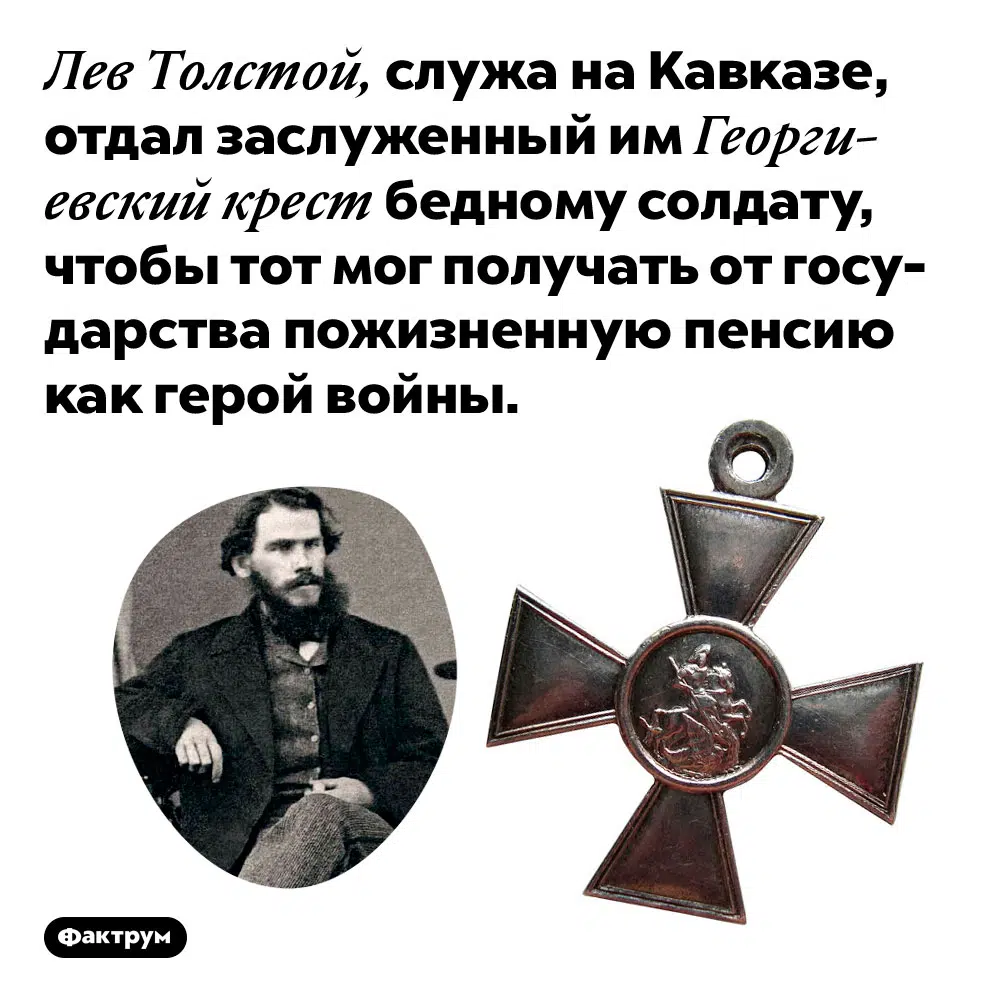 Лев Толстой, служа на Кавказе,
отдал заслуженный им Георги-
евский крест бедному солдату,
чтобы тот мог получать от госу-
дарства пожизненную пенсию
как герой войны.
Фактрум